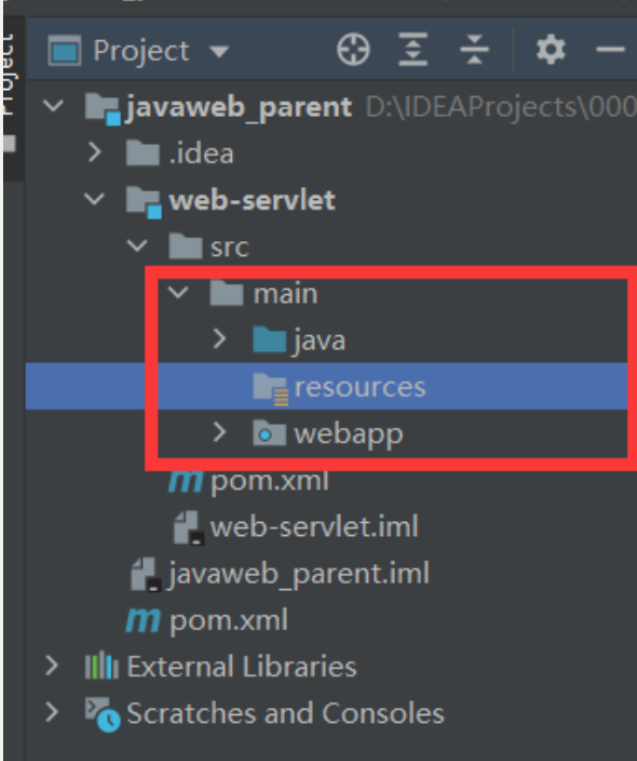 Project
Project
javaweb_parent D:\IDEAProjects\000
.idea
web-servlet
src
main
java
resources
webapp
pom.xml
web-servlet.iml
javaweb_parent.iml
pom.xml
External Libraries
Scratches and Consoles